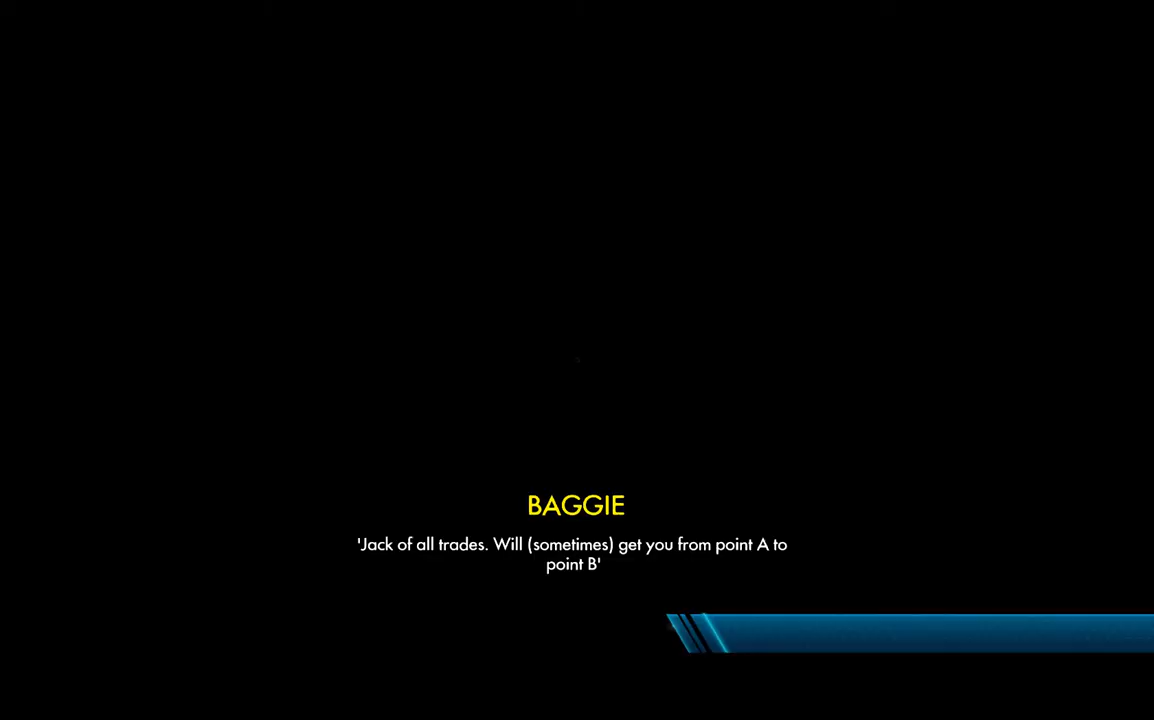 BAGGIE
'Jack of all trades. Will (sometimes) get you from point A to
point B'